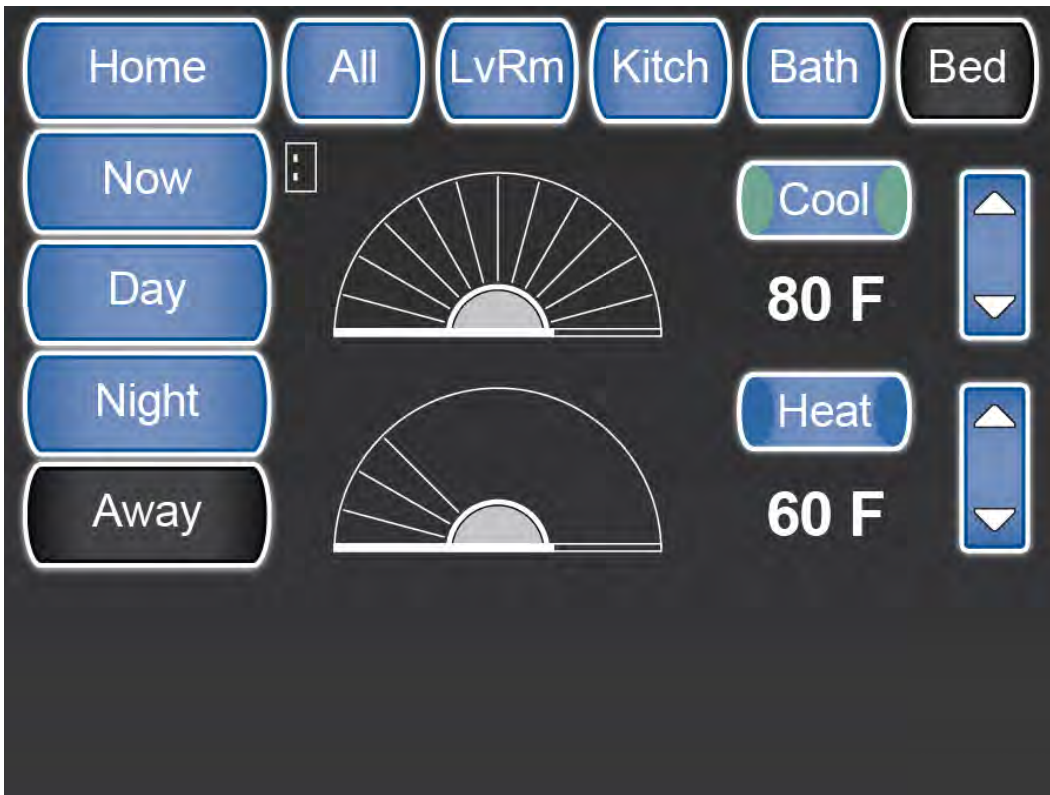 Home All LvRm Kitch Bath Bed
Now
:
Cool
Day
80 F
Night
Heat
Away
60 F